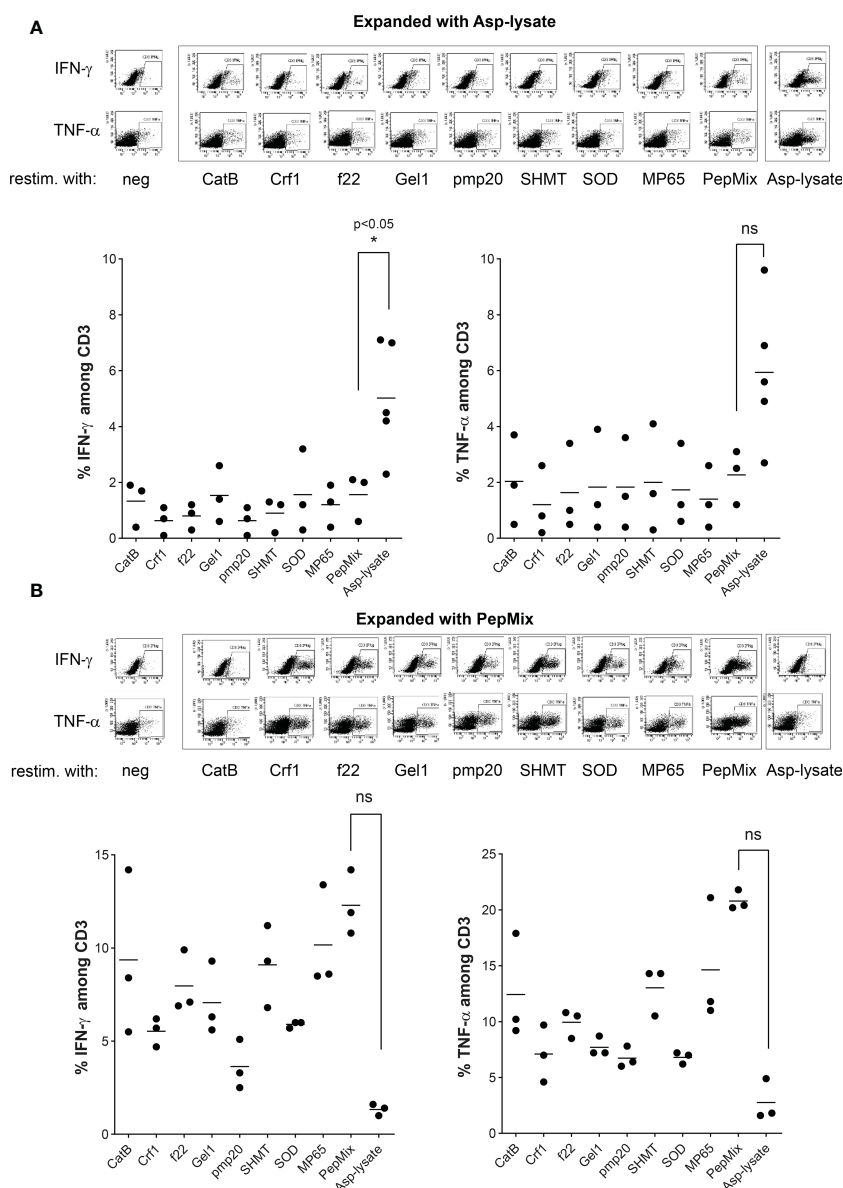 A
Expanded with Asp-lysate
IFN-γ
TNF-α
restim. with: neg CatB Crf1 f22 Gel1 pmp20 SHMT SOD MP65 PepMix Asp-lysate
p<0.05
*
ns
% IFN-γ among CD3
10
8
6
4
2
0
CatB Crf1 f22 Gel1 pmp20 SHMT SOD MP65 PepMix Asp-lysate
% TNF-α among CD3
10
8
6
4
2
0
CatB Crf1 f22 Gel1 pmp20 SHMT SOD MP65 PepMix Asp-lysate
B
Expanded with PepMix
IFN-γ
TNF-α
restim. with: neg CatB Crf1 f22 Gel1 pmp20 SHMT SOD MP65 PepMix Asp-lysate
ns
ns
% IFN-γ among CD3
15
10
5
0
CatB Crf1 f22 Gel1 pmp20 SHMT SOD MP65 PepMix Asp-lysate
% TNF-α among CD3
25
20
15
10
5
0
CatB Crf1 f22 Gel1 pmp20 SHMT SOD MP65 PepMix Asp-lysate